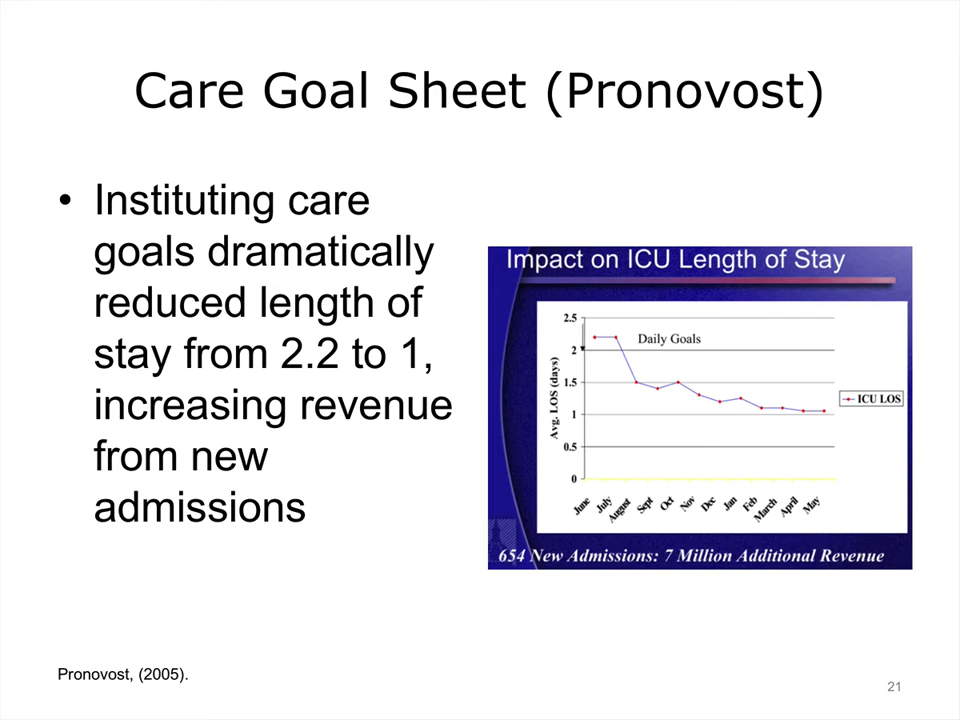 Care Goal Sheet (Pronovost)
• Instituting care
goals dramatically
reduced length of
stay from 2.2 to 1,
increasing revenue
from new
admissions
Impact on ICU Length of Stay
2.5
2
1.5
1
0.5
0
Avg. LOS (days)
Daily Goals
ICU LOS
June
July
August
Sept
Oct
Nov
Dec
Jan
Feb
March
April
May
654 New Admissions: 7 Million Additional Revenue
Pronovost, (2005).
21